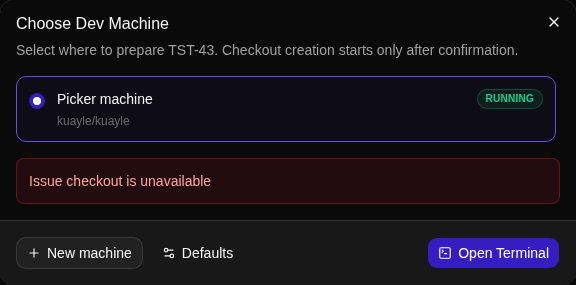 Choose Dev Machine
Select where to prepare TST-43. Checkout creation starts only after confirmation.
Picker machine
RUNNING
kuayle/kuayle
Issue checkout is unavailable
New machine
Defaults
Open Terminal